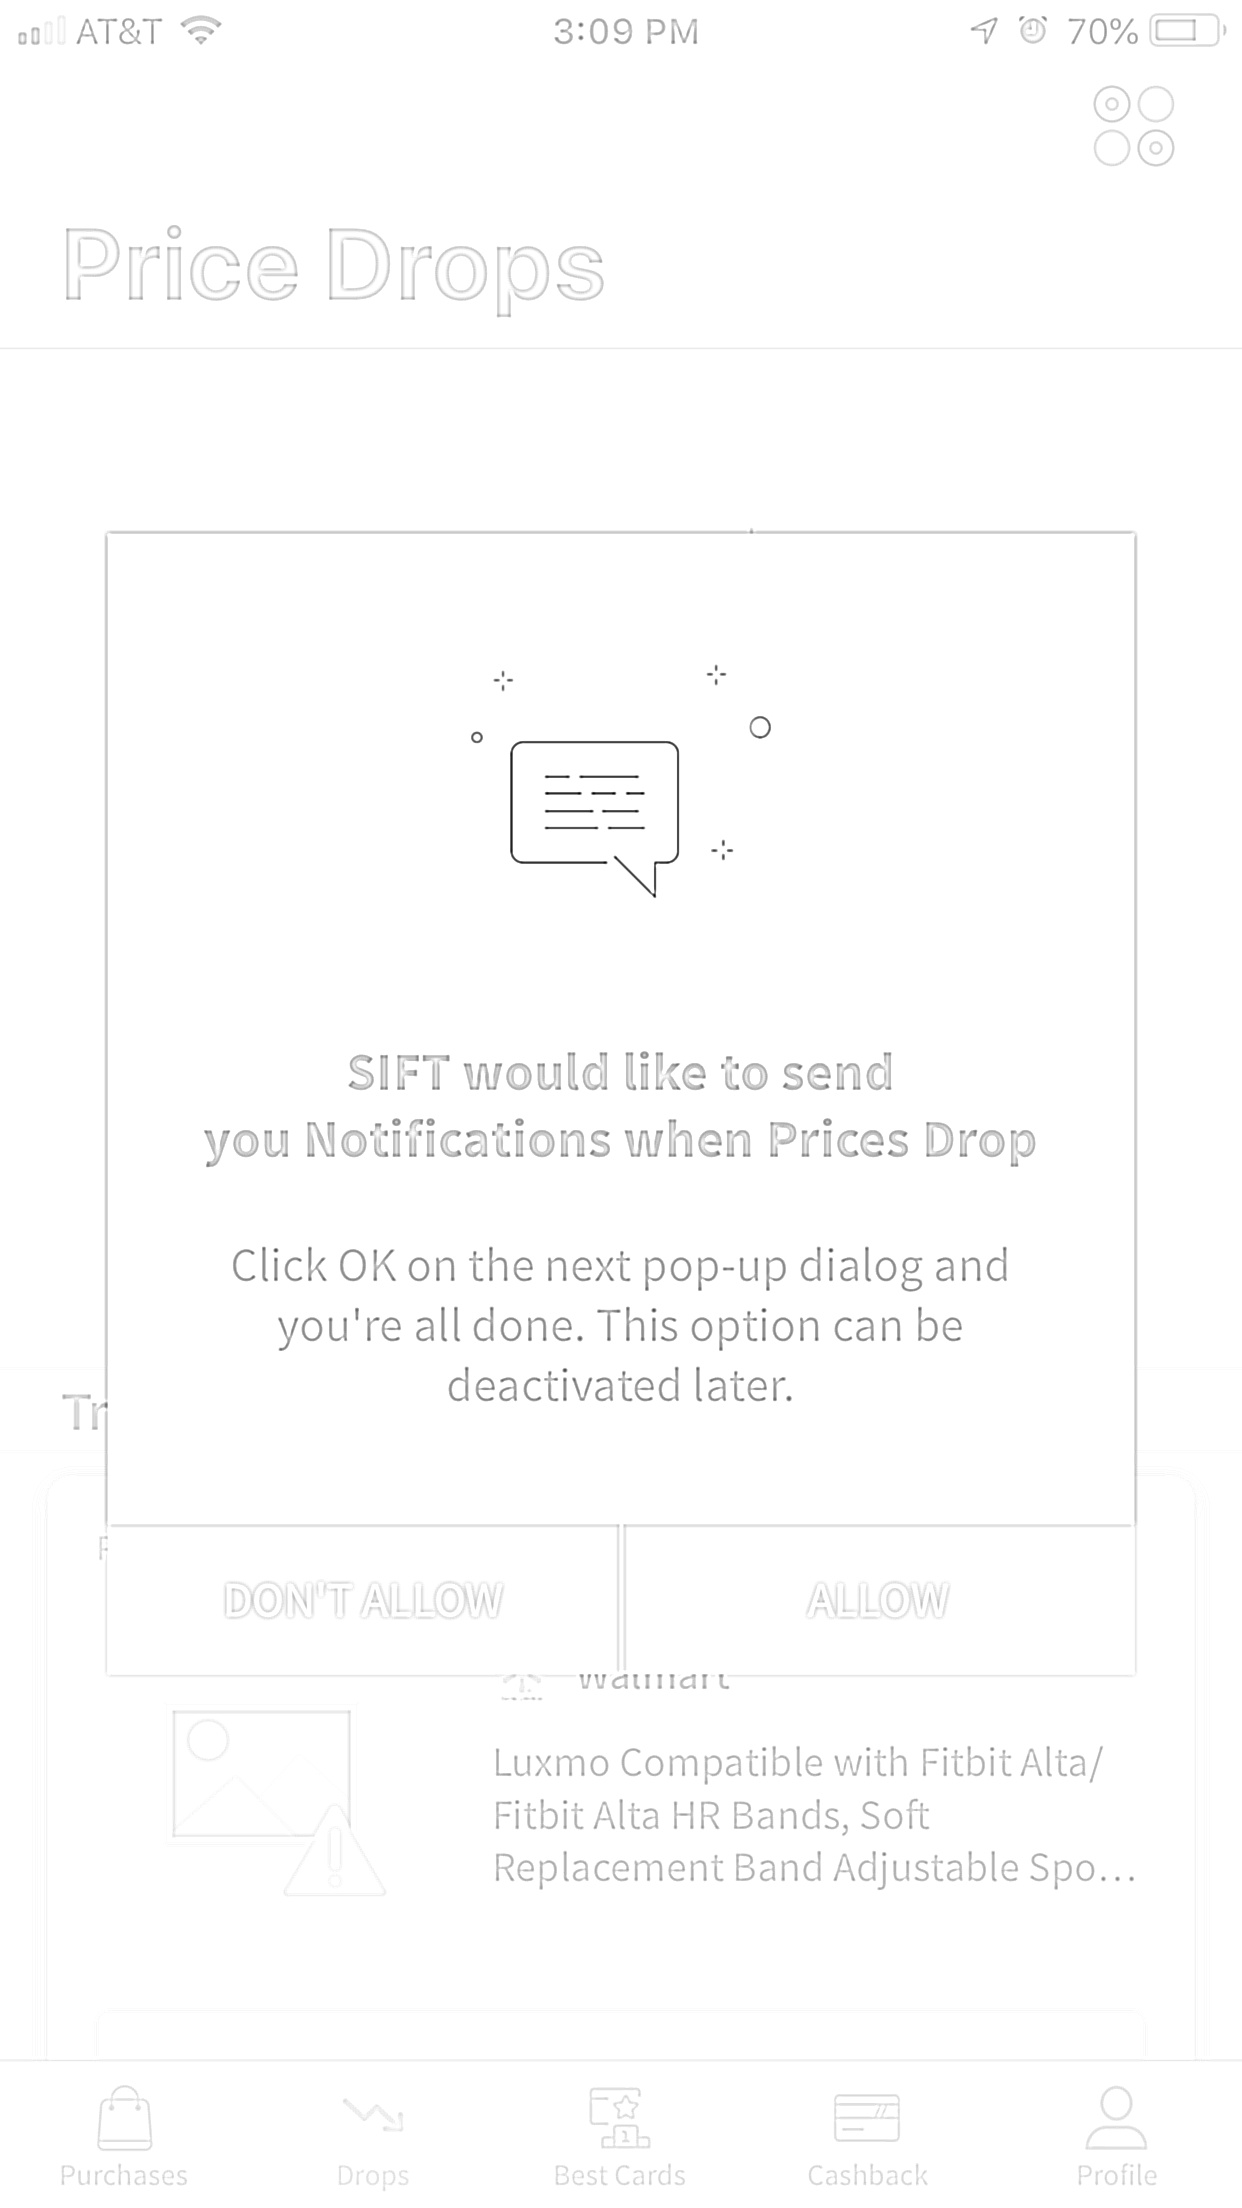 AT&T 3:09 PM 70%
Price Drops
SIFT would like to send
you Notifications when Prices Drop
Click OK on the next pop-up dialog and
you're all done. This option can be
deactivated later.
Tr
DON'T ALLOW ALLOW
Walmart
Luxmo Compatible with Fitbit Alta/
Fitbit Alta HR Bands, Soft
Replacement Band Adjustable Spo...
1
Purchases Drops Best Cards Cashback Profile